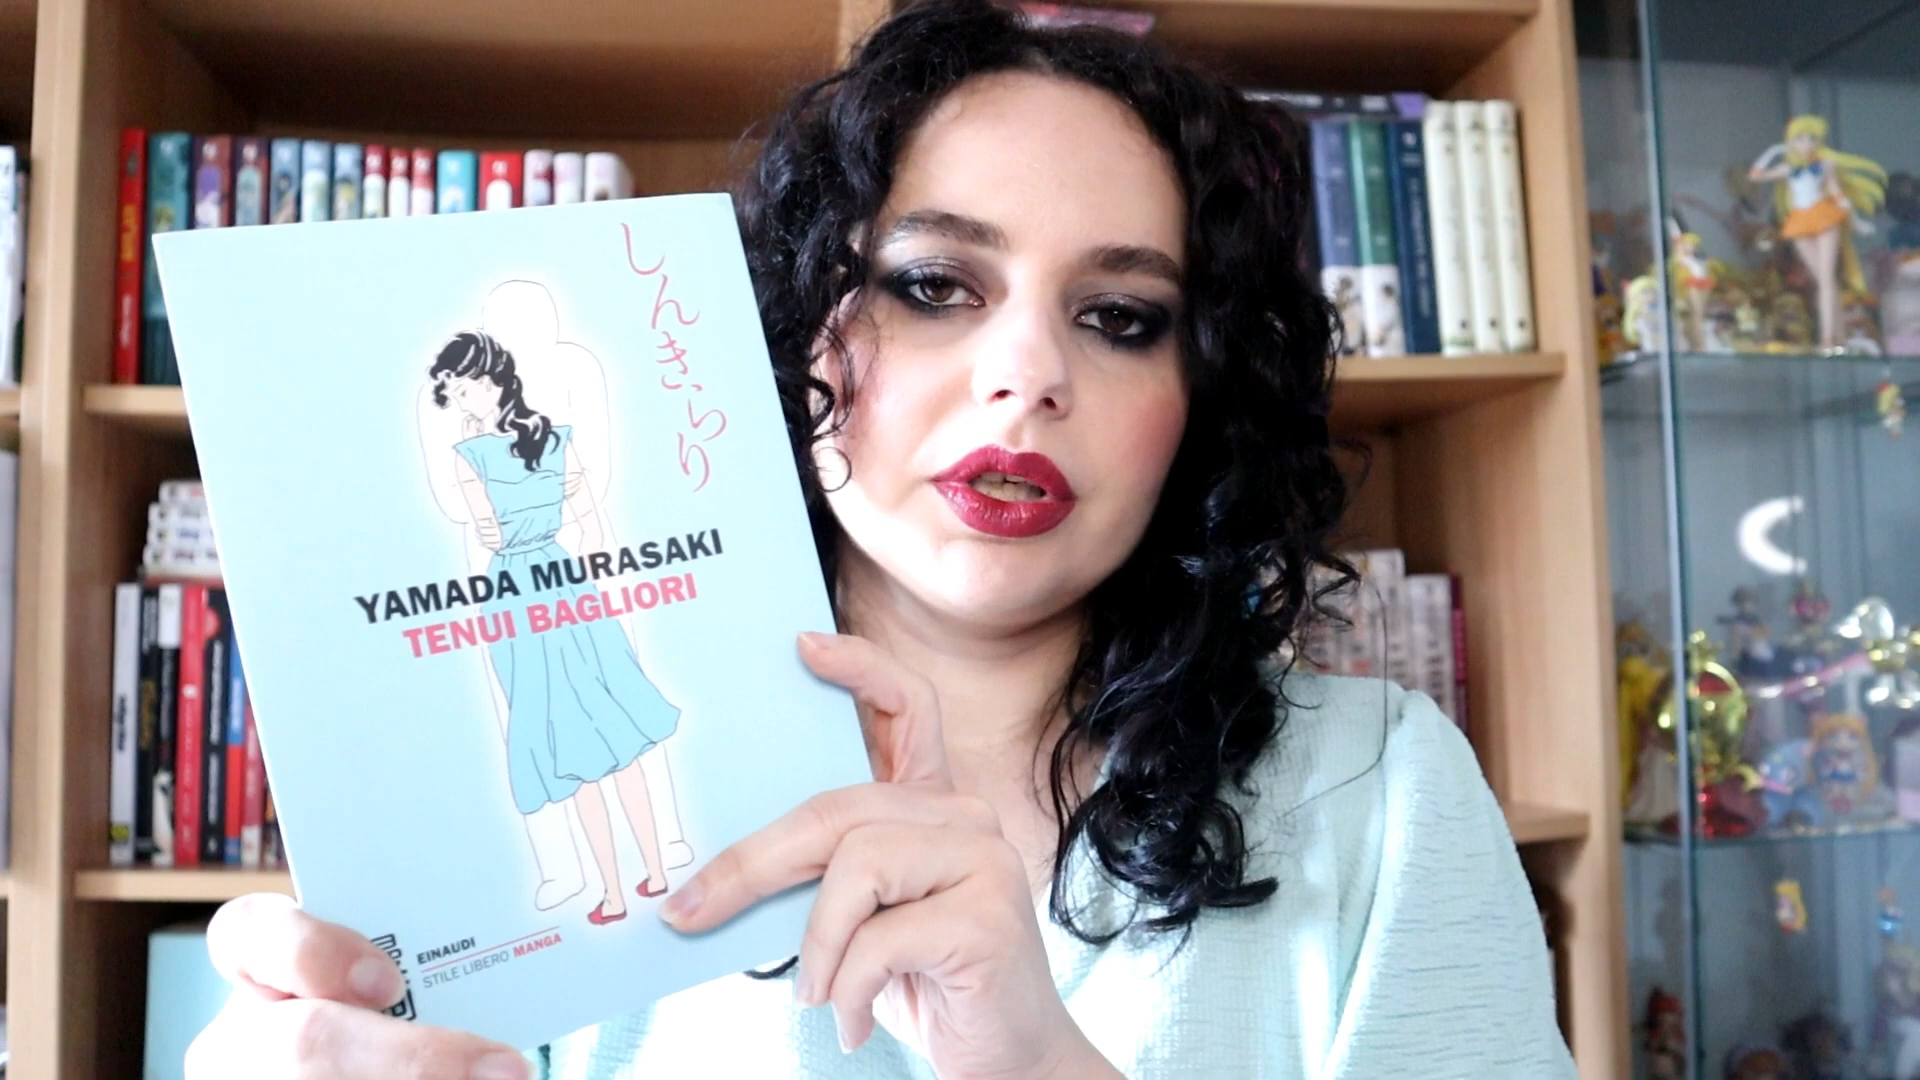 しんきらり
YAMADA MURASAKI
TENUI BAGLIORI
EINAUDI
STILE LIBERO MANGA